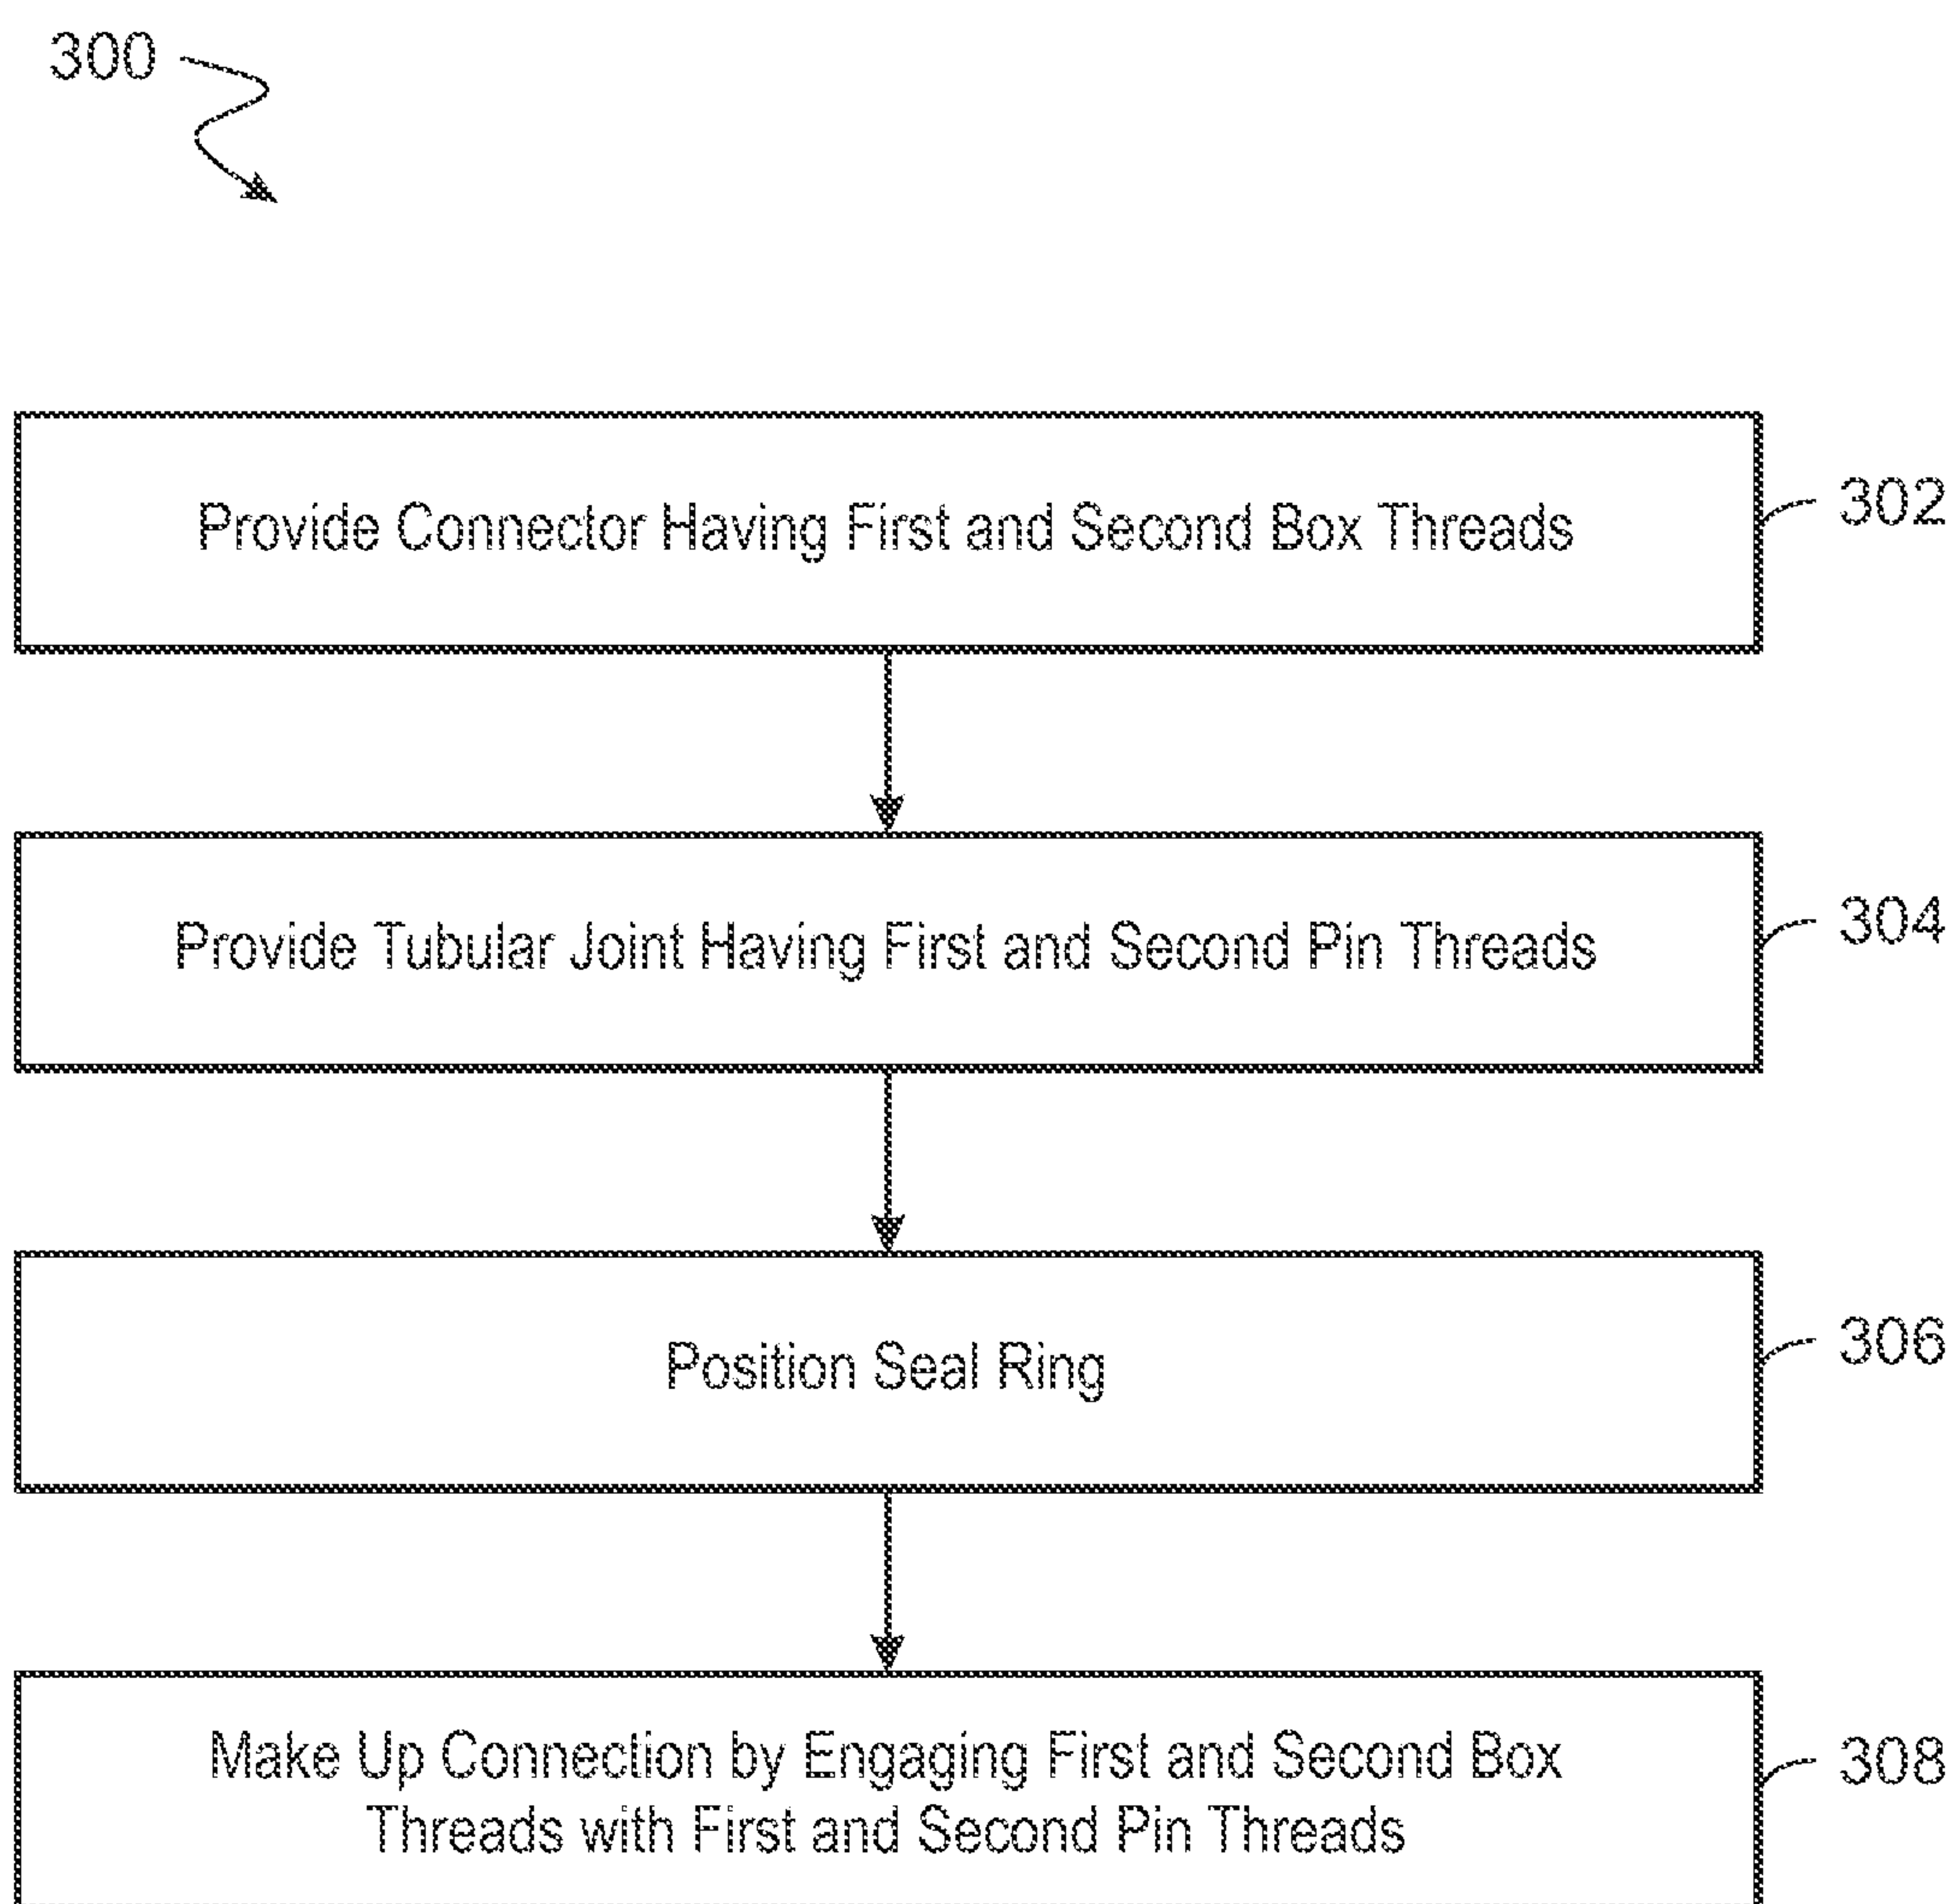 300
Provide Connector Having First and Second Box Threads
302
Provide Tubular Joint Having First and Second Pin Threads
304
Position Seal Ring
306
Make Up Connection by Engaging First and Second Box
Threads with First and Second Pin Threads
308